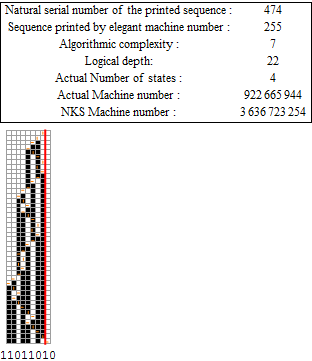 Natural serial number of the printed sequence : 474
Sequence printed by elegant machine number : 255
Algorithmic complexity : 7
Logical depth: 22
Actual Number of states : 4
Actual Machine number : 922 665 944
NKS Machine number : 3 636 723 254
11011010